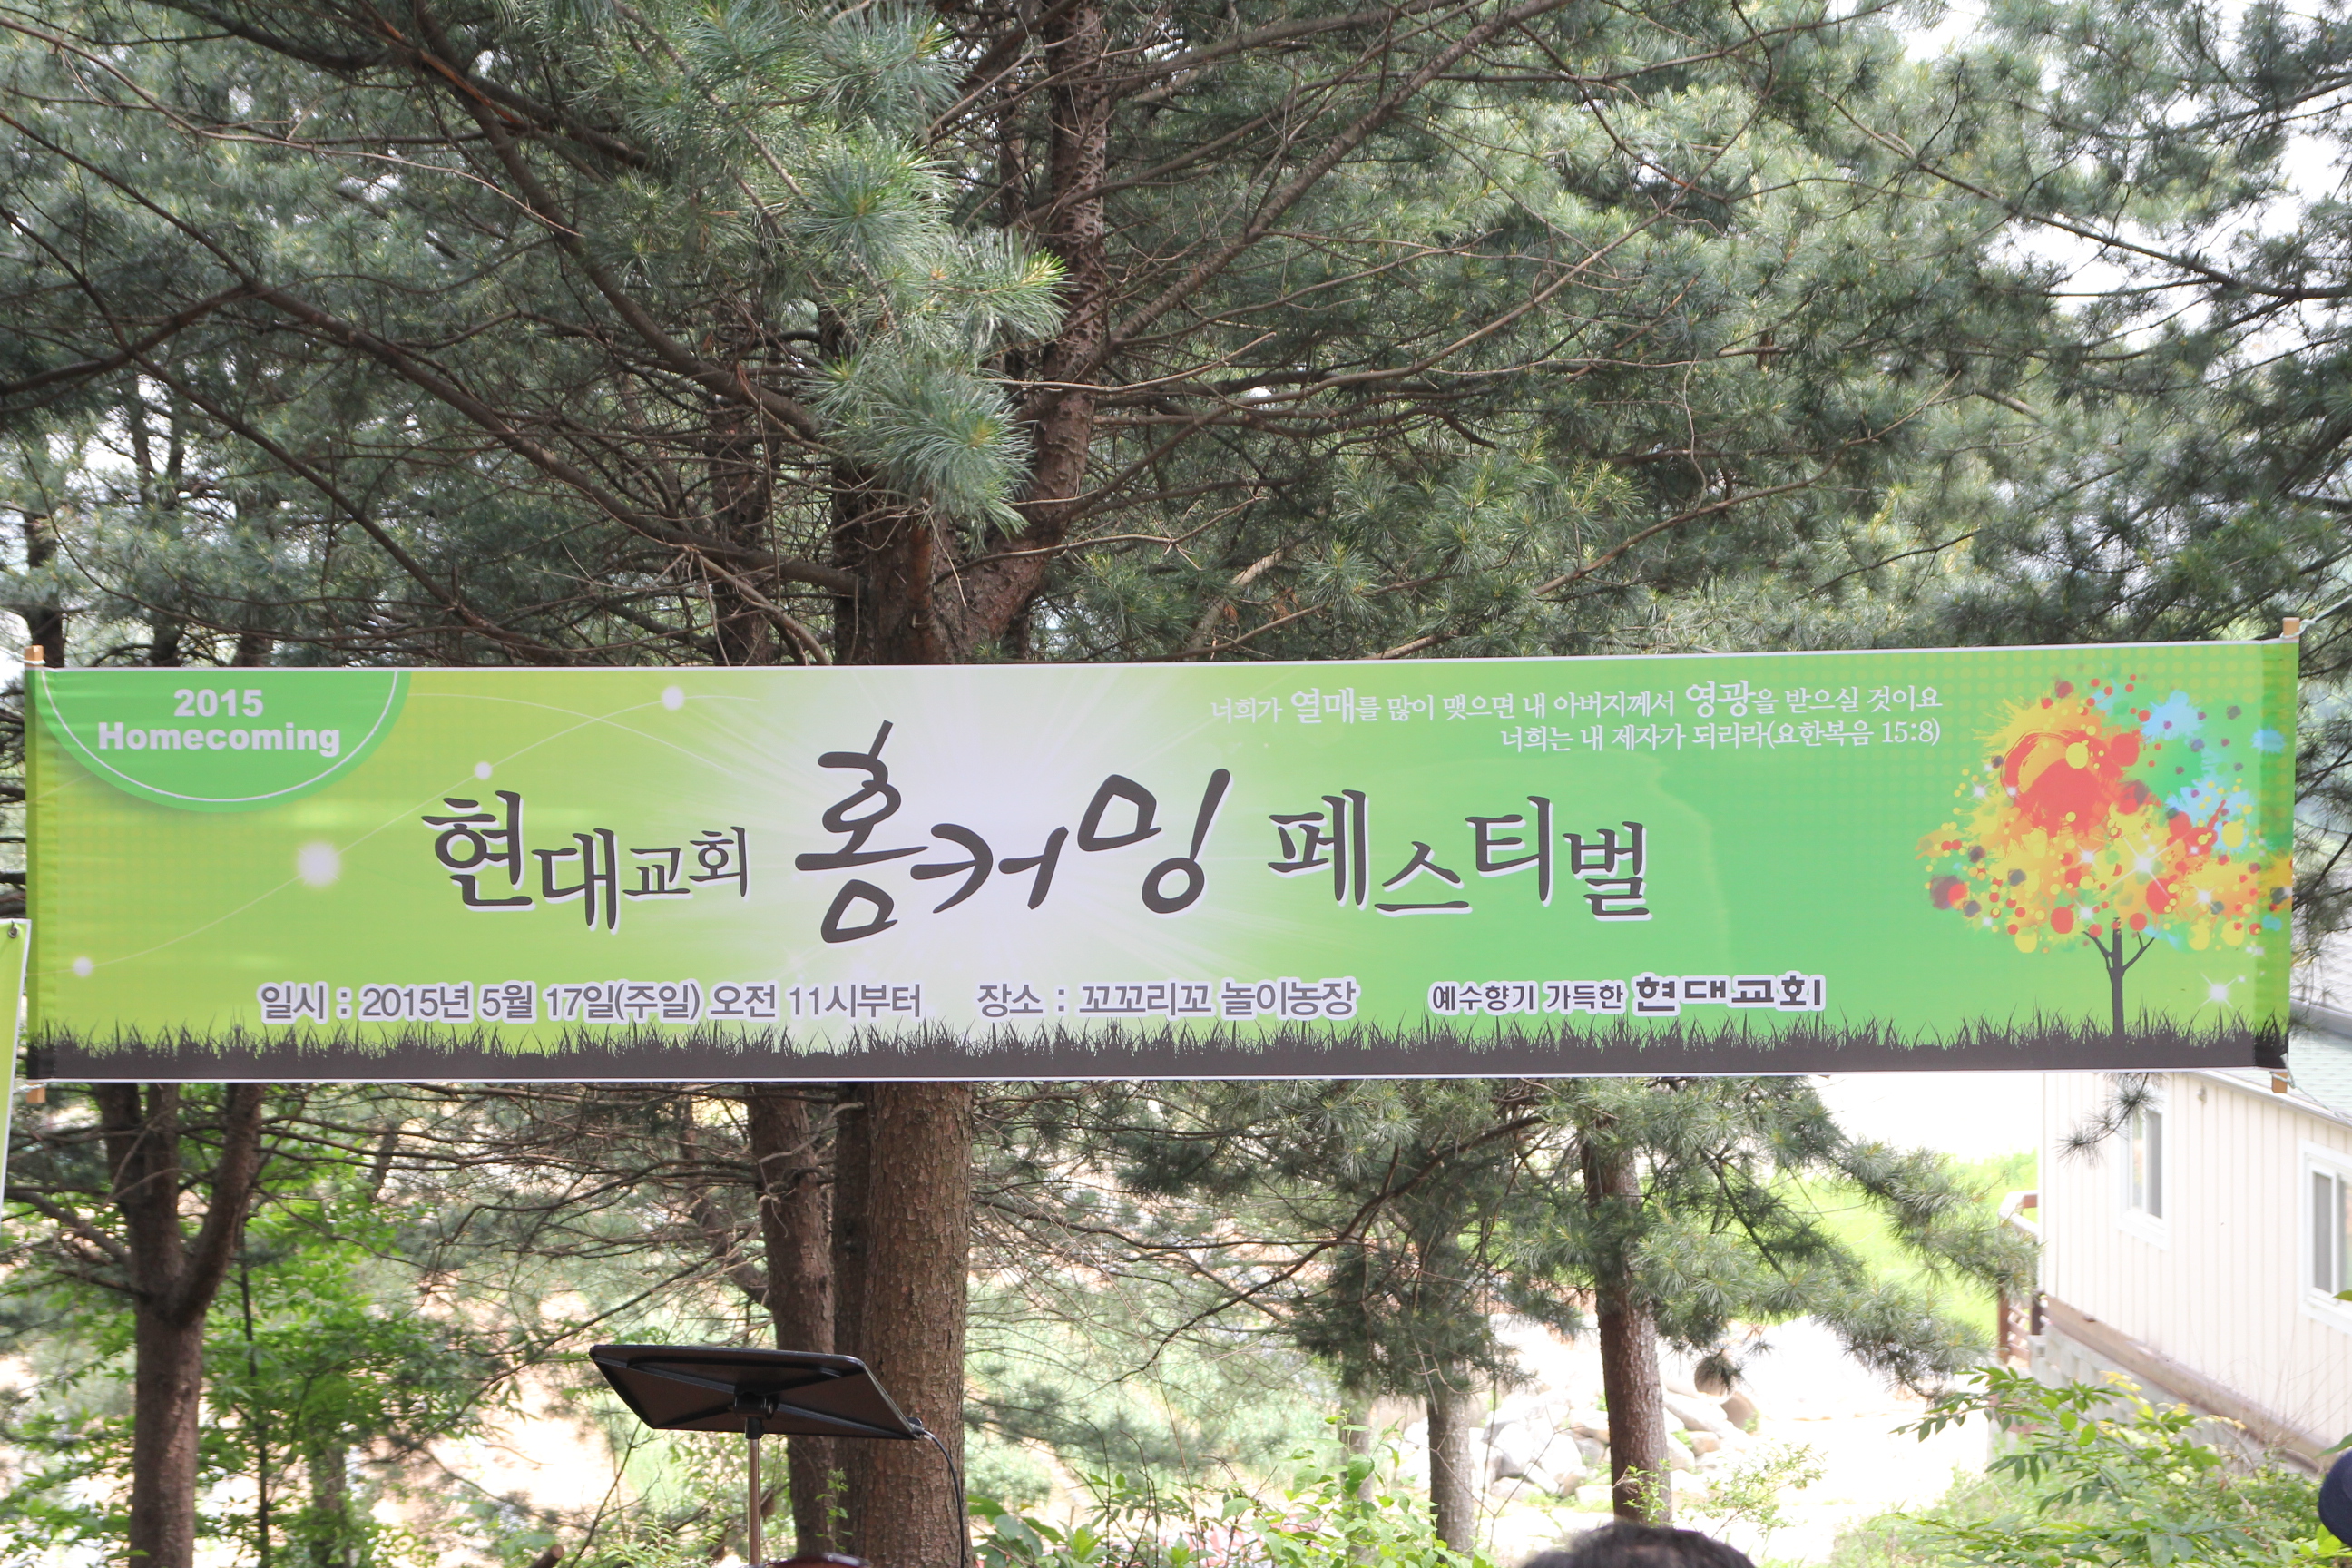 2015
Homecoming
너희가 열매를 많이 맺으면 내 아버지께서 영광을 받으실 것이요
너희는 내 제자가 되리라(요한복음 15:8)
현대교회 홈커밍 페스티벌
일시 : 2015년 5월 17일(주일) 오전 11시부터 장소 : 꼬꼬리꼬 놀이농장 예수향기 가득한 현대교회